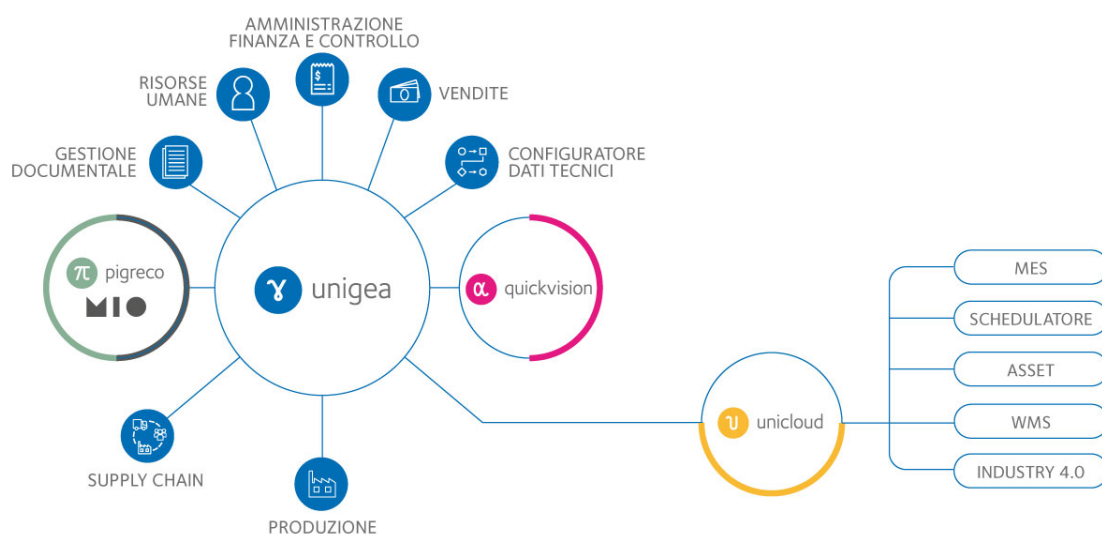 AMMINISTRAZIONE
FINANZA E CONTROLLO
RISORSE
UMANE
VENDITE
GESTIONE
DOCUMENTALE
CONFIGURATORE
DATI TECNICI
π pigreco
MIO
γ unigea
α quickvision
MES
SCHEDULATORE
ASSET
υ unicloud
WMS
INDUSTRY 4.0
SUPPLY CHAIN
PRODUZIONE